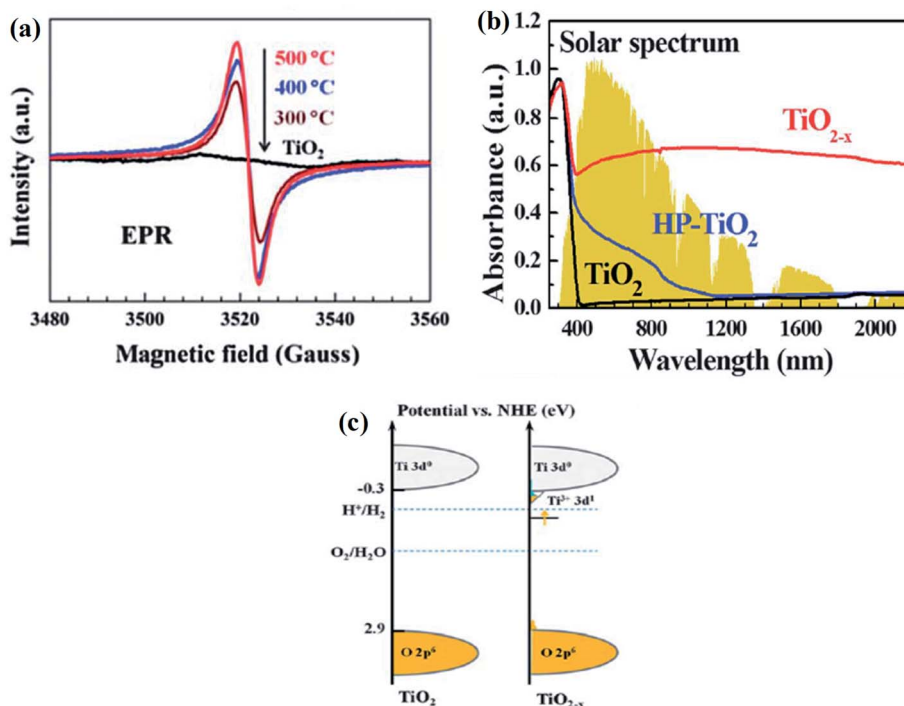 (a)
500 °C
400 °C
300 °C
TiO2
EPR
Intensity (a.u.)
3480 3500 3520 3540 3560
Magnetic field (Gauss)
(b)
Solar spectrum
TiO2-x
HP-TiO2
TiO2
Absorbance (a.u.)
1.2
1.0
0.8
0.6
0.4
0.2
0.0
400 800 1200 1600 2000
Wavelength (nm)
(c)
Potential vs. NHE (eV)
Ti 3d⁰ Ti 3d⁰
-0.3
Ti³⁺ 3d¹
H⁺/H2
O2/H2O
2.9
O 2p⁶ O 2p⁶
TiO2 TiO2-x